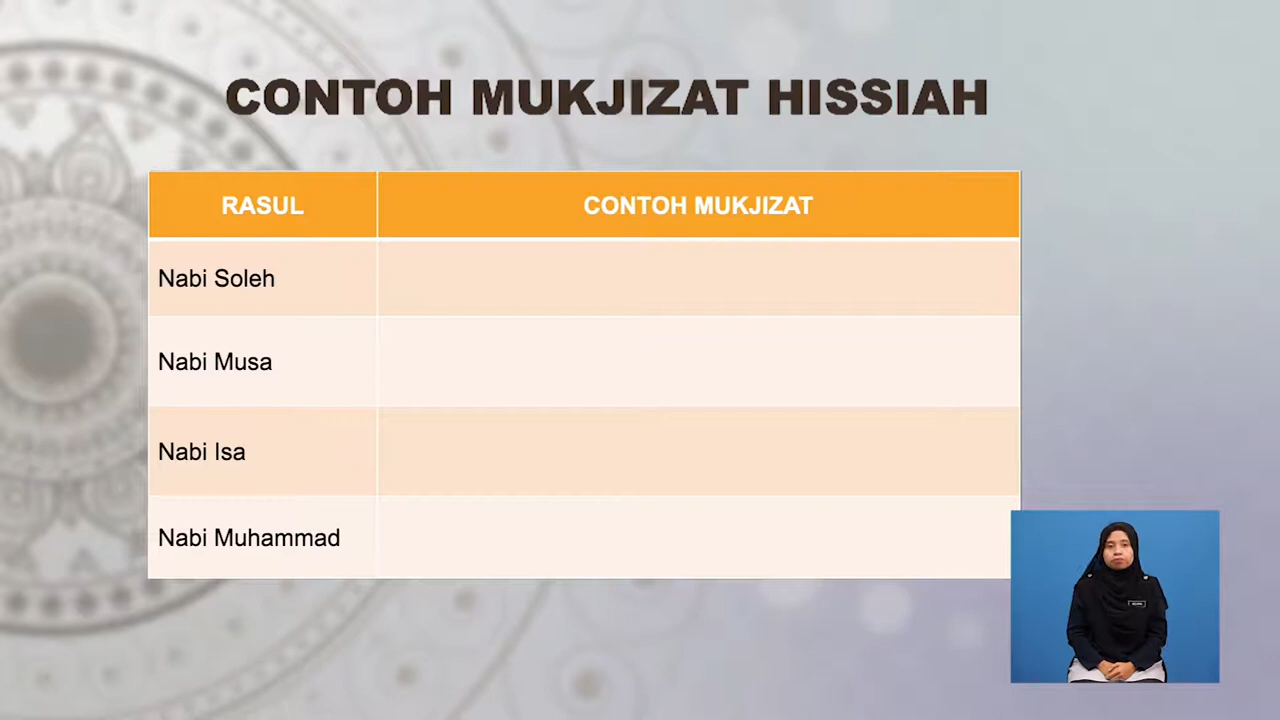 CONTOH MUKJIZAT HISSIAH
RASUL CONTOH MUKJIZAT
Nabi Soleh
Nabi Musa
Nabi Isa
Nabi Muhammad